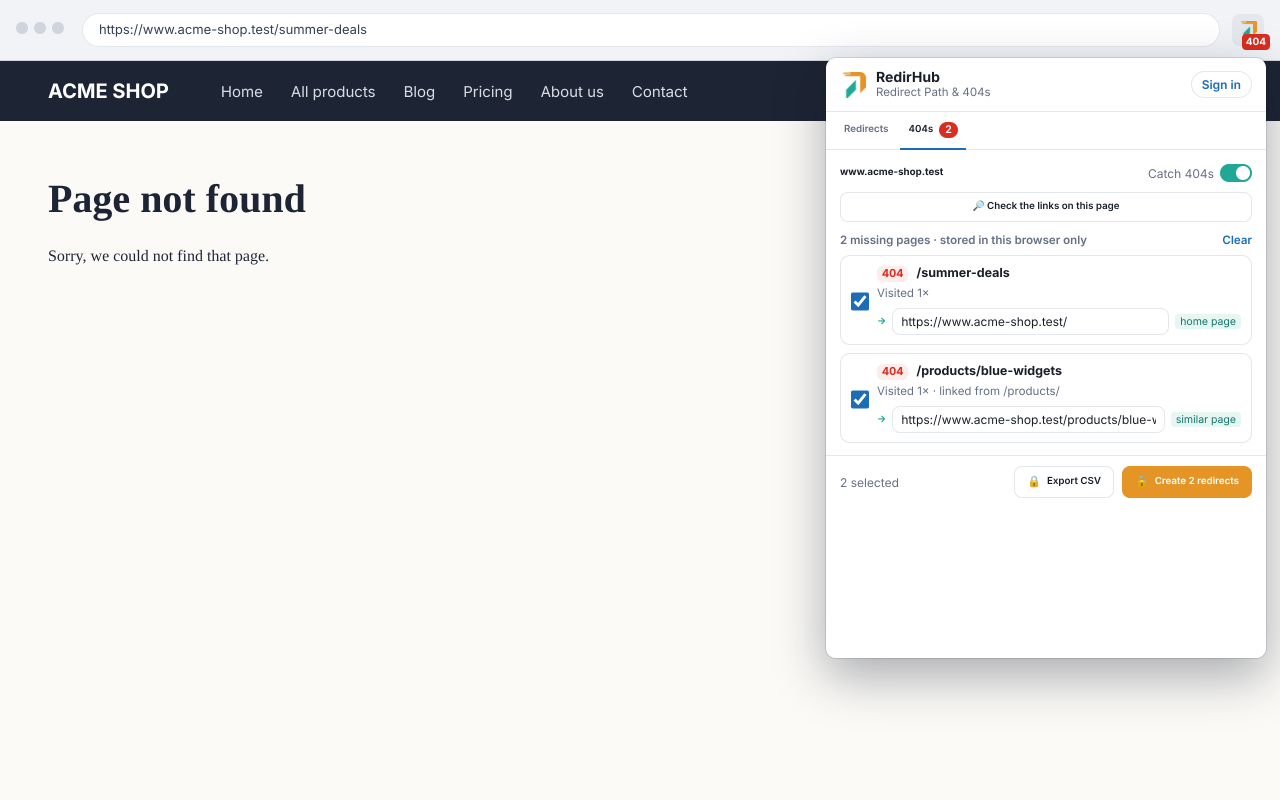 https://www.acme-shop.test/summer-deals
404
ACME SHOP
Home
All products
Blog
Pricing
About us
Contact
Page not found
Sorry, we could not find that page.
RedirHub
Redirect Path & 404s
Sign in
Redirects
404s 2
www.acme-shop.test
Catch 404s
🔎 Check the links on this page
2 missing pages · stored in this browser only
Clear
404 /summer-deals
Visited 1×
→ https://www.acme-shop.test/
home page
404 /products/blue-widgets
Visited 1× · linked from /products/
→ https://www.acme-shop.test/products/blue-
similar page
2 selected
🔒 Export CSV
🔒 Create 2 redirects